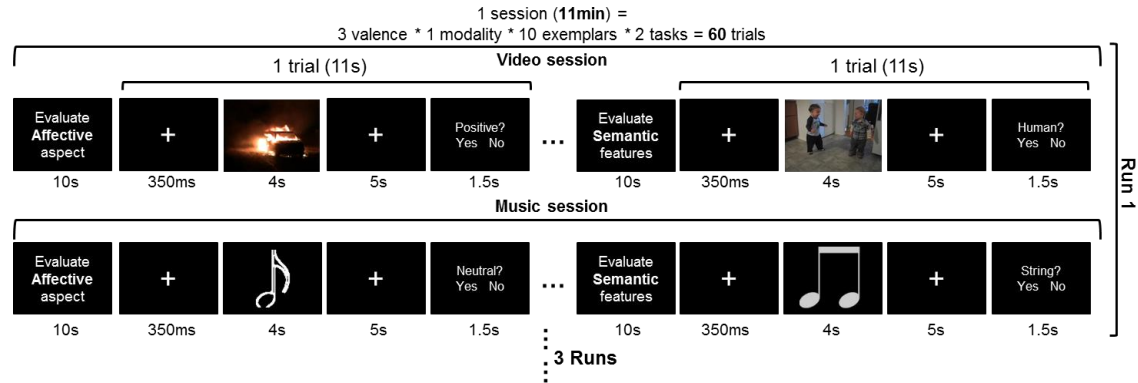 1 session (11min) =
3 valence * 1 modality * 10 exemplars * 2 tasks = 60 trials
Video session
1 trial (11s)
1 trial (11s)
Evaluate
Affective
aspect
+
+
Positive?
Yes No
...
Evaluate
Semantic
features
+
+
Human?
Yes No
10s 350ms 4s 5s 1.5s 10s 350ms 4s 5s 1.5s
Run 1
Music session
Evaluate
Affective
aspect
+
+
Neutral?
Yes No
...
Evaluate
Semantic
features
+
+
String?
Yes No
10s 350ms 4s 5s 1.5s 10s 350ms 4s 5s 1.5s
3 Runs